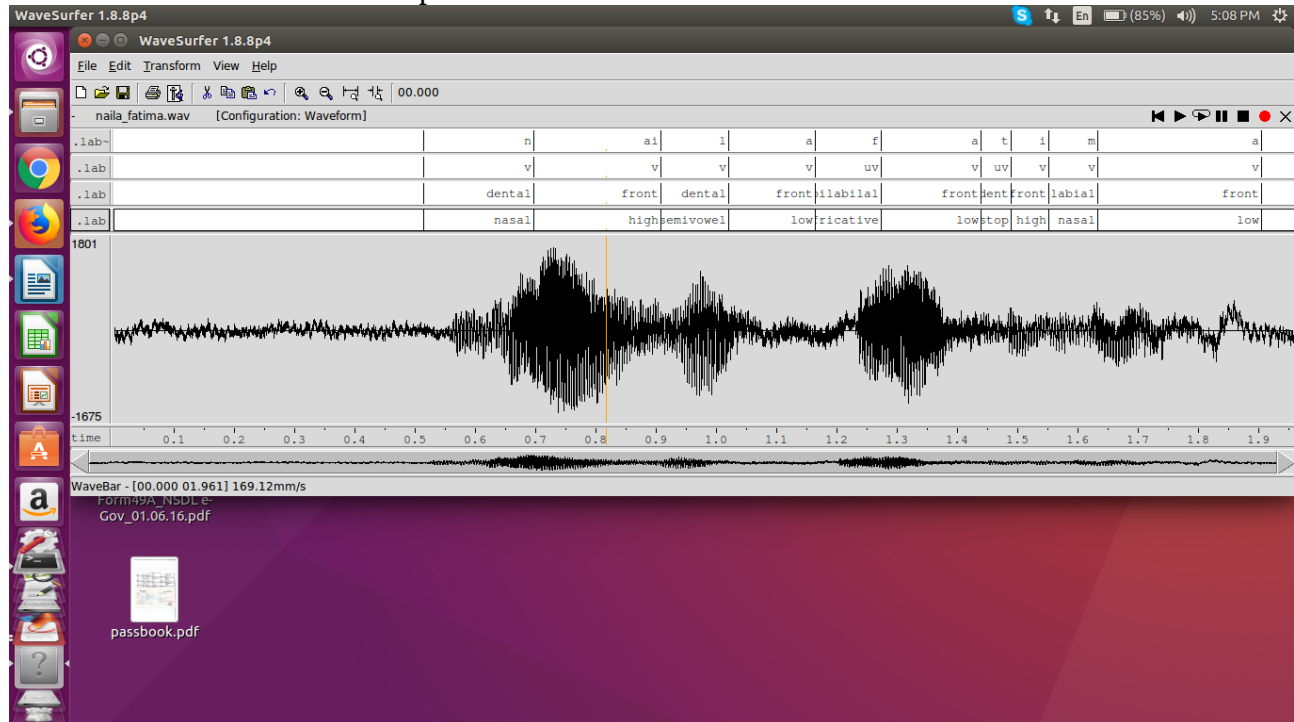 WaveSurfer 1.8.8p4 En (85%) 5:08 PM
WaveSurfer 1.8.8p4
File Edit Transform View Help
00.000
- naila_fatima.wav [Configuration: Waveform]
.lab~ n ai l a f a t i m a
.lab v v v v uv v uv v v v
.lab dental front dental front bilabilal front dent front labial front
.lab nasal high semivowel low fricative low stop high nasal low
1801
-1675
time 0.1 0.2 0.3 0.4 0.5 0.6 0.7 0.8 0.9 1.0 1.1 1.2 1.3 1.4 1.5 1.6 1.7 1.8 1.9
WaveBar - [00.000 01.961] 169.12mm/s
Form49A_NSDL e-
Gov_01.06.16.pdf
passbook.pdf